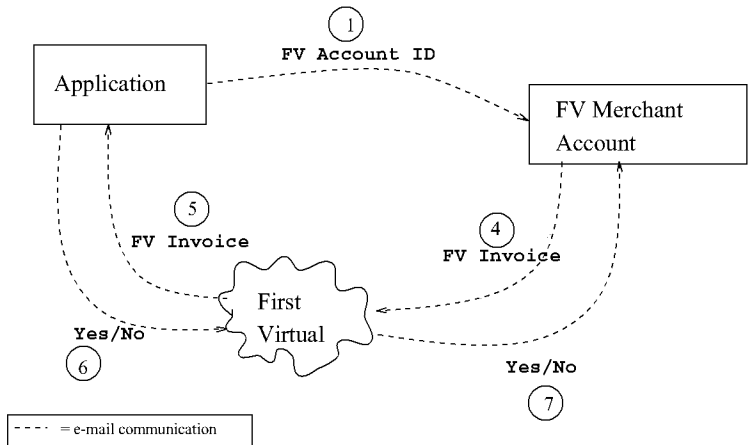 1
FV Account ID
Application
FV Merchant
Account
5
FV Invoice
4
FV Invoice
First
Virtual
Yes/No
6
Yes/No
7
= e-mail communication